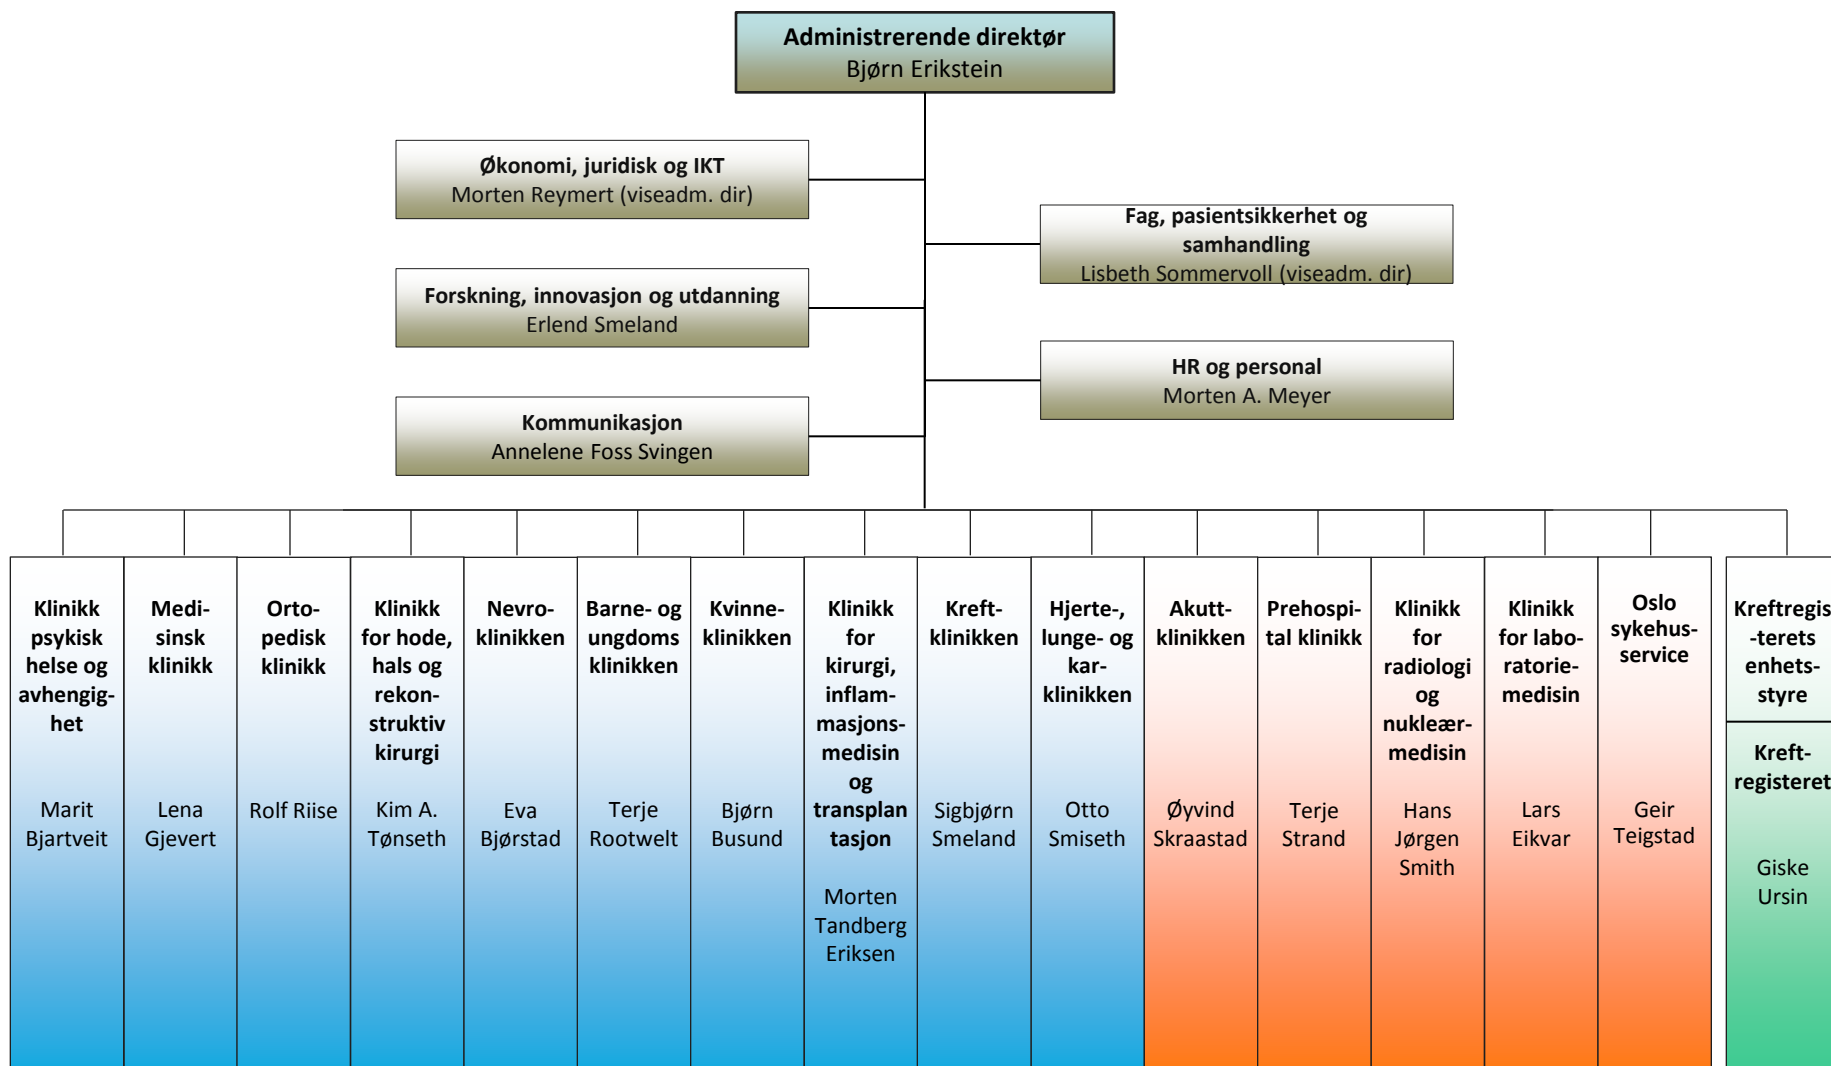 Administrerende direktør
Bjørn Erikstein
Økonomi, juridisk og IKT
Morten Reymert (viseadm. dir)
Fag, pasientsikkerhet og
samhandling
Lisbeth Sommervoll (viseadm. dir)
Forskning, innovasjon og utdanning
Erlend Smeland
HR og personal
Morten A. Meyer
Kommunikasjon
Annelene Foss Svingen
Klinikk
psykisk
helse og
avhengig-
het
Marit
Bjartveit
Medi-
sinsk
klinikk
Lena
Gjevert
Orto-
pedisk
klinikk
Rolf Riise
Klinikk
for hode,
hals og
rekon-
struktiv
kirurgi
Kim A.
Tønseth
Nevro-
klinikken
Eva
Bjørstad
Barne- og
ungdoms
klinikken
Terje
Rootwelt
Kvinne-
klinikken
Bjørn
Busund
Klinikk
for
kirurgi,
inflam-
masjons-
medisin
og
transplan
tasjon
Morten
Tandberg
Eriksen
Kreft-
klinikken
Sigbjørn
Smeland
Hjerte-,
lunge- og
kar-
klinikken
Otto
Smiseth
Akutt-
klinikken
Øyvind
Skraastad
Prehospi-
tal klinikk
Terje
Strand
Klinikk
for
radiologi
og
nukleær-
medisin
Hans
Jørgen
Smith
Klinikk
for labo-
ratorie-
medisin
Lars
Eikvar
Oslo
sykehus-
service
Geir
Teigstad
Kreftregis
-terets
enhets-
styre
Kreft-
registeret
Giske
Ursin